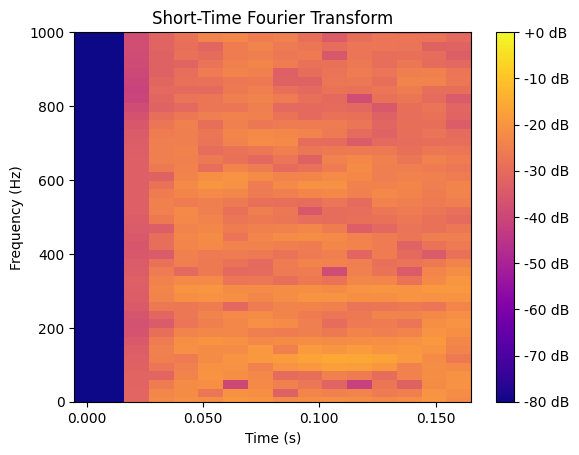 Short-Time Fourier Transform
Frequency (Hz)
1000
800
600
400
200
0
0.000
0.050
0.100
0.150
Time (s)
+0 dB
-10 dB
-20 dB
-30 dB
-40 dB
-50 dB
-60 dB
-70 dB
-80 dB